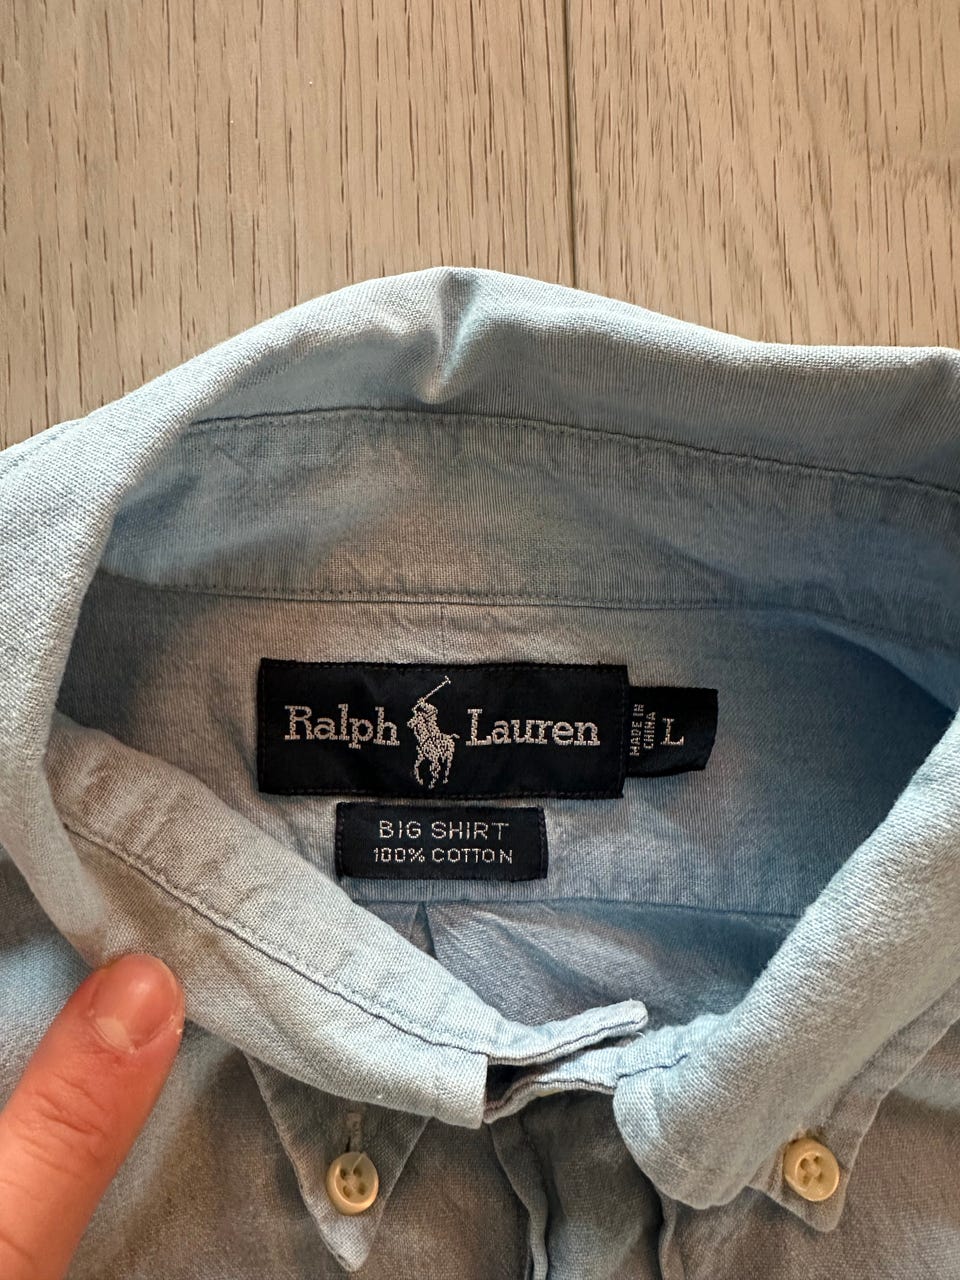 Ralph Lauren
MADE IN
CHINA
L
BIG SHIRT
100% COTTON